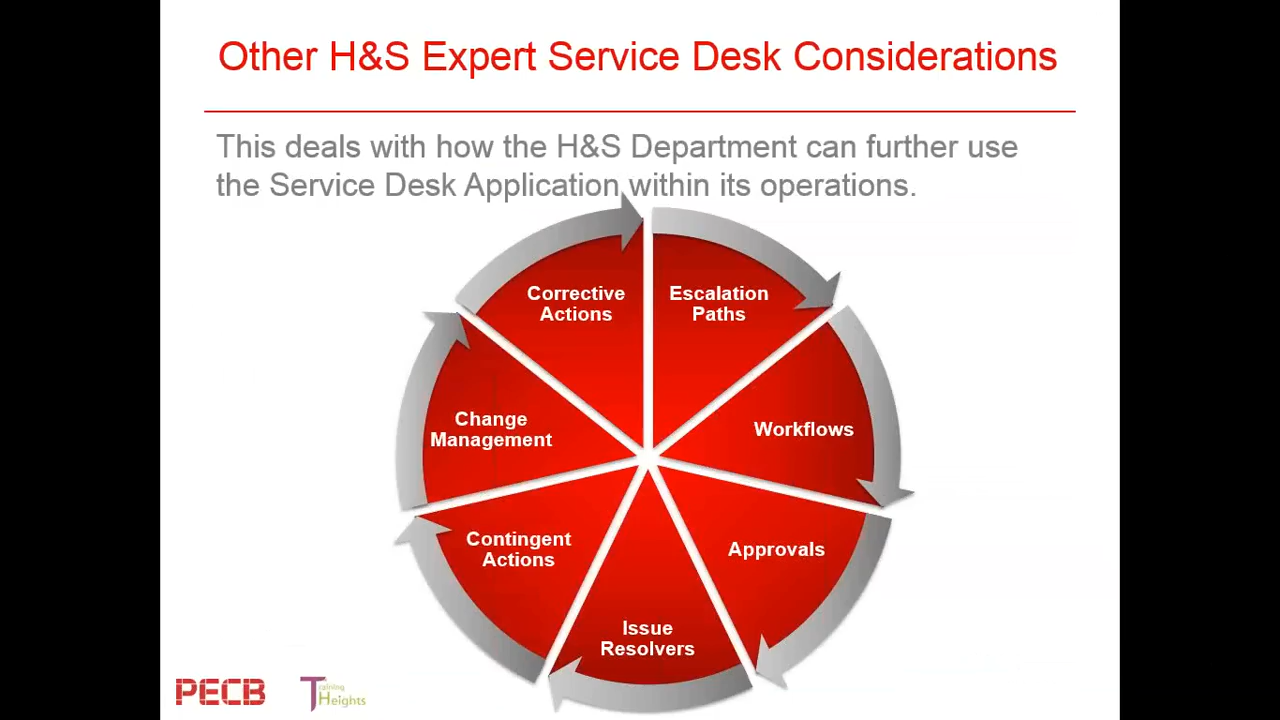 Other H&S Expert Service Desk Considerations
This deals with how the H&S Department can further use
the Service Desk Application within its operations.
Corrective
Actions
Escalation
Paths
Change
Management
Workflows
Contingent
Actions
Approvals
Issue
Resolvers
PECB
Training
Heights